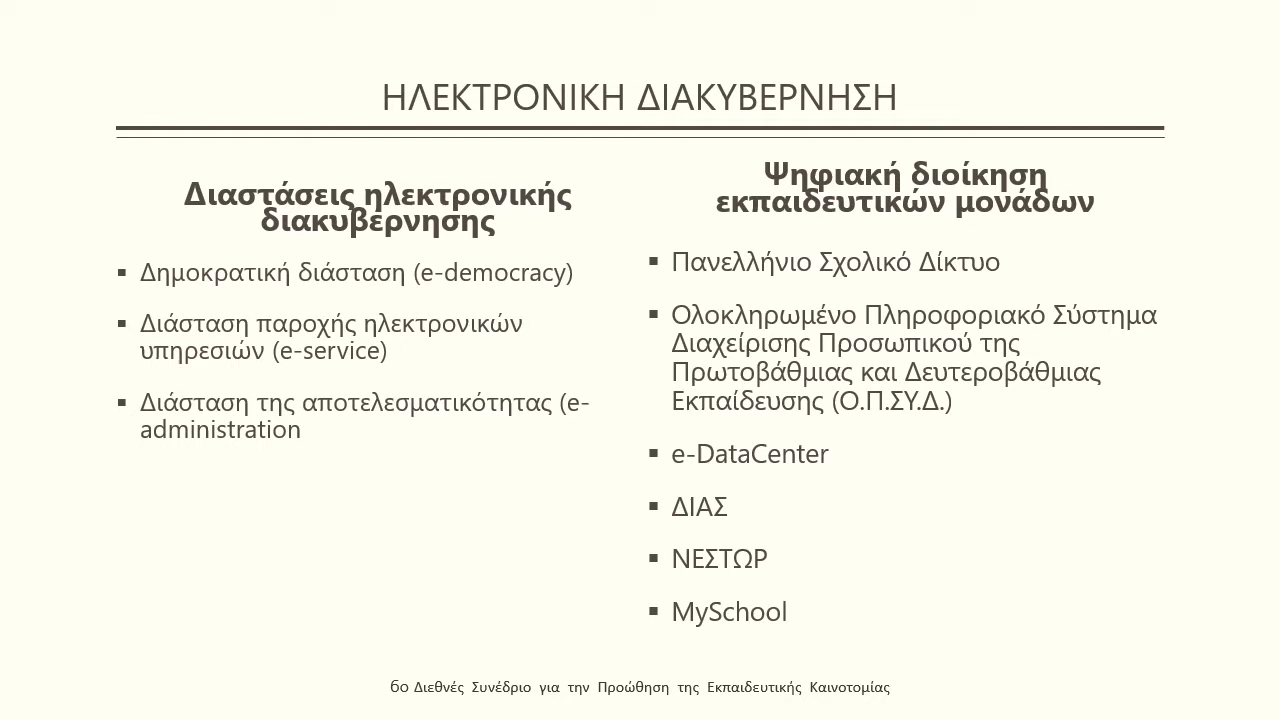 ΗΛΕΚΤΡΟΝΙΚΗ ΔΙΑΚΥΒΕΡΝΗΣΗ
Διαστάσεις ηλεκτρονικής
διακυβερνησης
▪ Δημοκρατική διάσταση (e-democracy)
▪ Διάσταση παροχής ηλεκτρονικών
υπηρεσιών (e-service)
▪ Διάσταση της αποτελεσματικότητας (e-
administration
Ψηφιακή διοίκηση
εκπαιδευτικών μονάδων
▪ Πανελλήνιο Σχολικό Δίκτυο
▪ Ολοκληρωμένο Πληροφοριακό Σύστημα
Διαχείρισης Προσωπικού της
Πρωτοβάθμιας και Δευτεροβάθμιας
Εκπαίδευσης (Ο.Π.ΣΥ.Δ.)
▪ e-DataCenter
▪ ΔΙΑΣ
▪ ΝΕΣΤΩΡ
▪ MySchool
6ο Διεθνές Συνέδριο για την Προώθηση της Εκπαιδευτικής Καινοτομίας